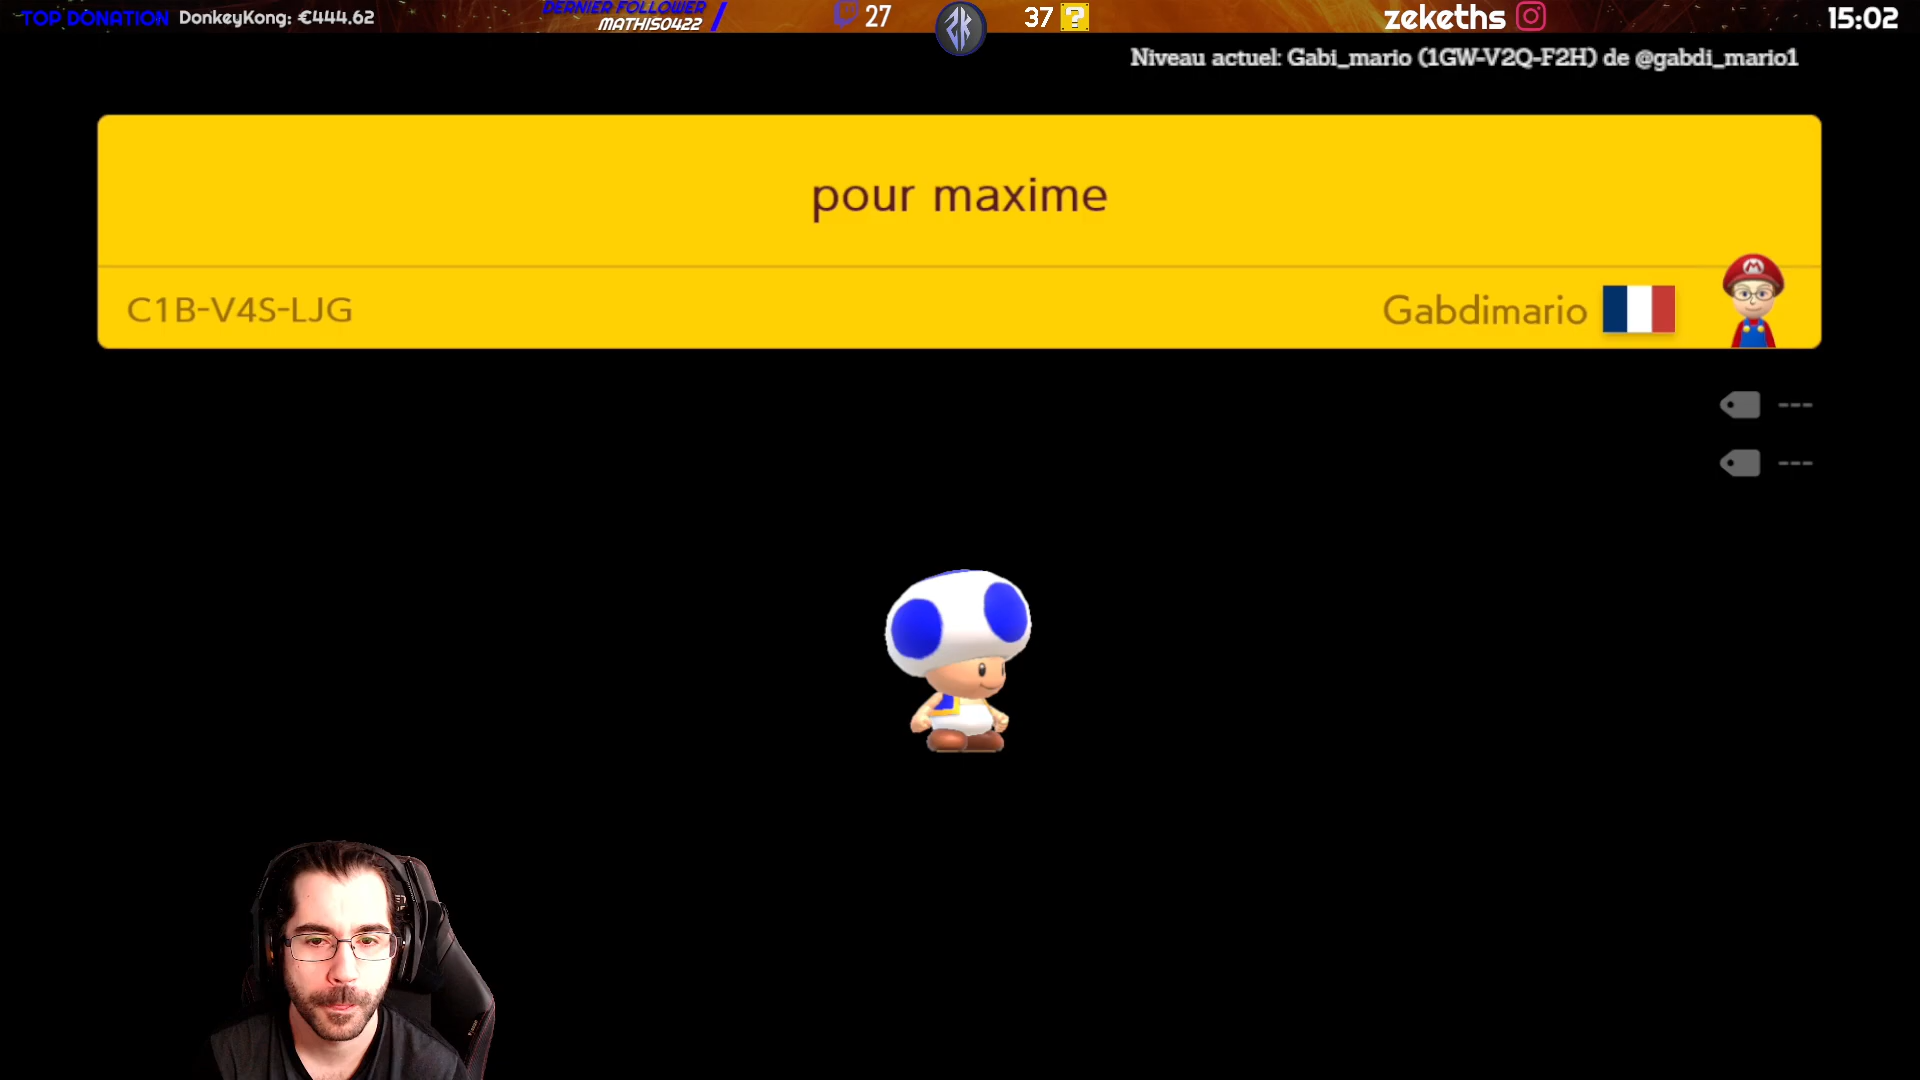 TOP DONATION DonkeyKong: €444.62
DERNIER FOLLOWER
MATHIS0422
27
ZK
37 ?
zekeths
15:02
Niveau actuel: Gabi_mario (1GW-V2Q-F2H) de @gabdi_mario1
pour maxime
C1B-V4S-LJG
Gabdimario
M
---
---